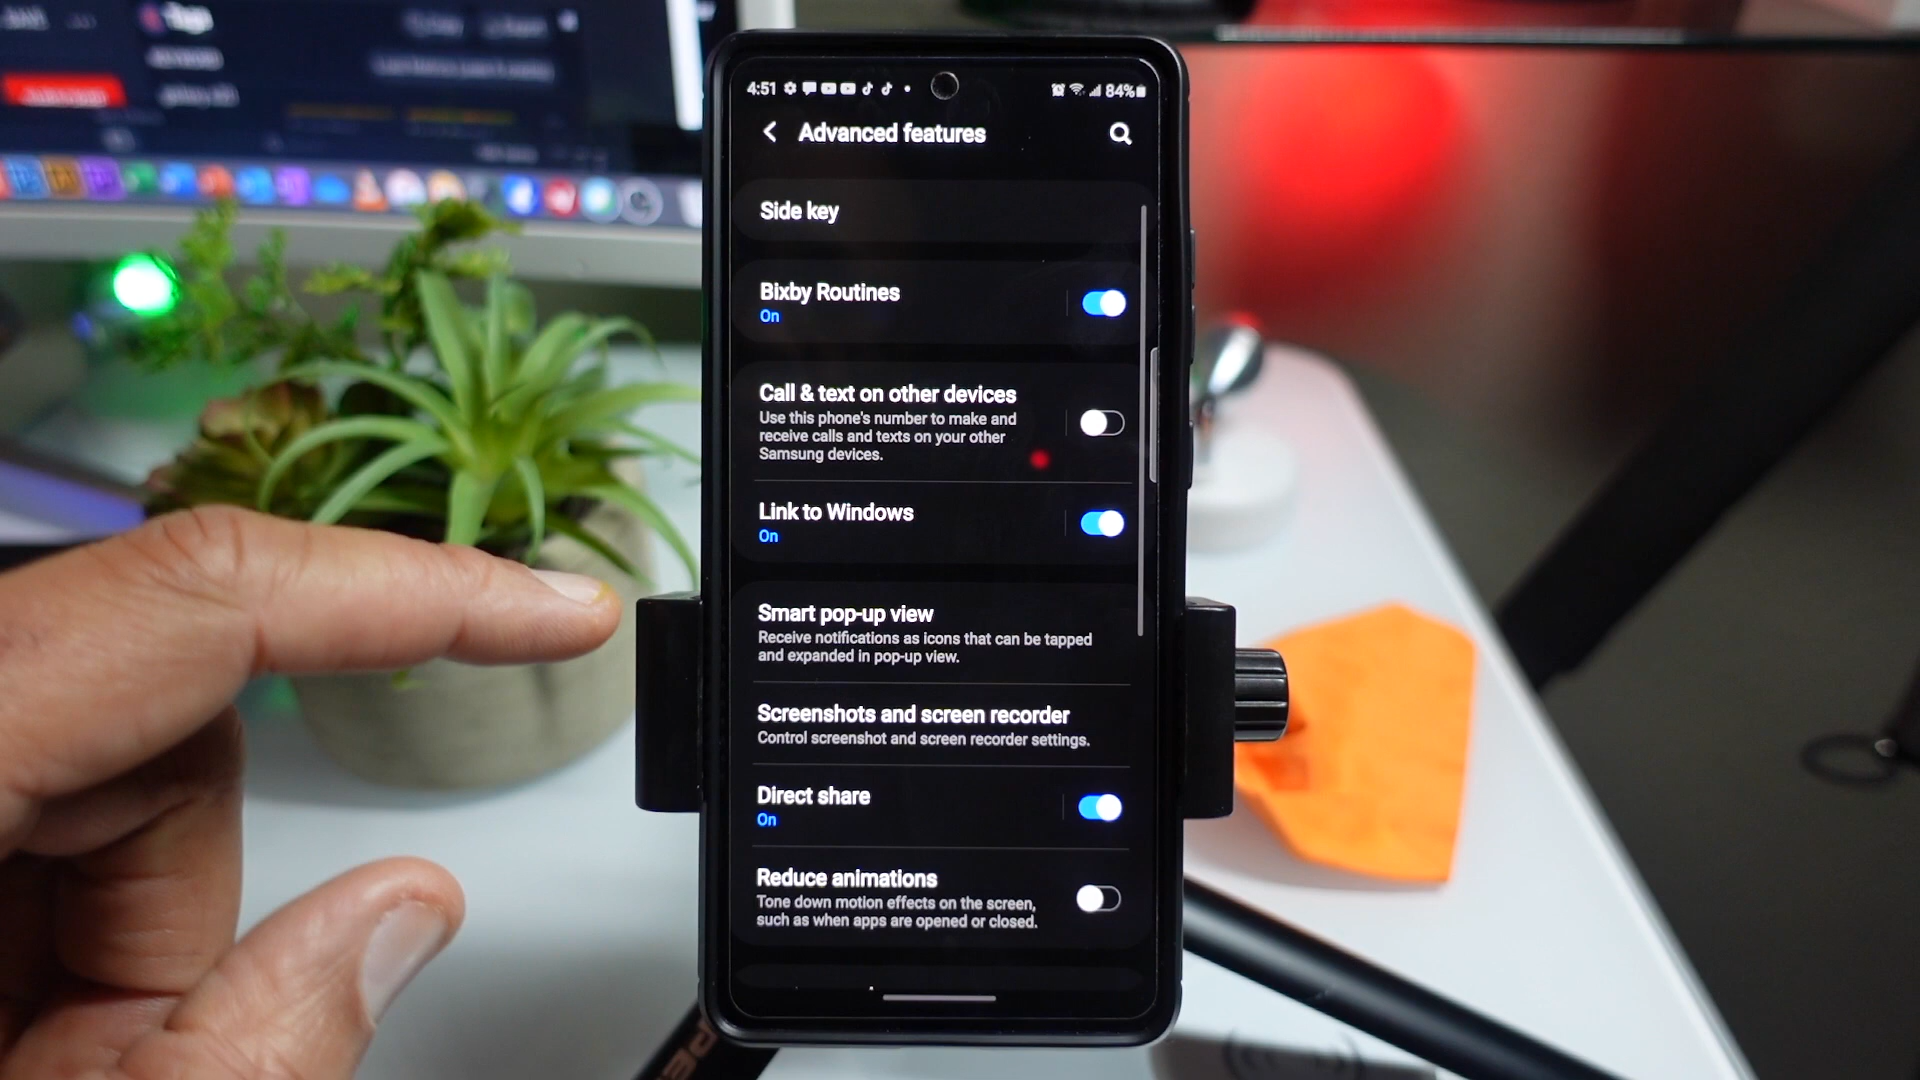 4:51
84%
Advanced features
Side key
Bixby Routines
On
Call & text on other devices
Use this phone's number to make and
receive calls and texts on your other
Samsung devices.
Link to Windows
On
Smart pop-up view
Receive notifications as icons that can be tapped
and expanded in pop-up view.
Screenshots and screen recorder
Control screenshot and screen recorder settings.
Direct share
On
Reduce animations
Tone down motion effects on the screen,
such as when apps are opened or closed.
Tags